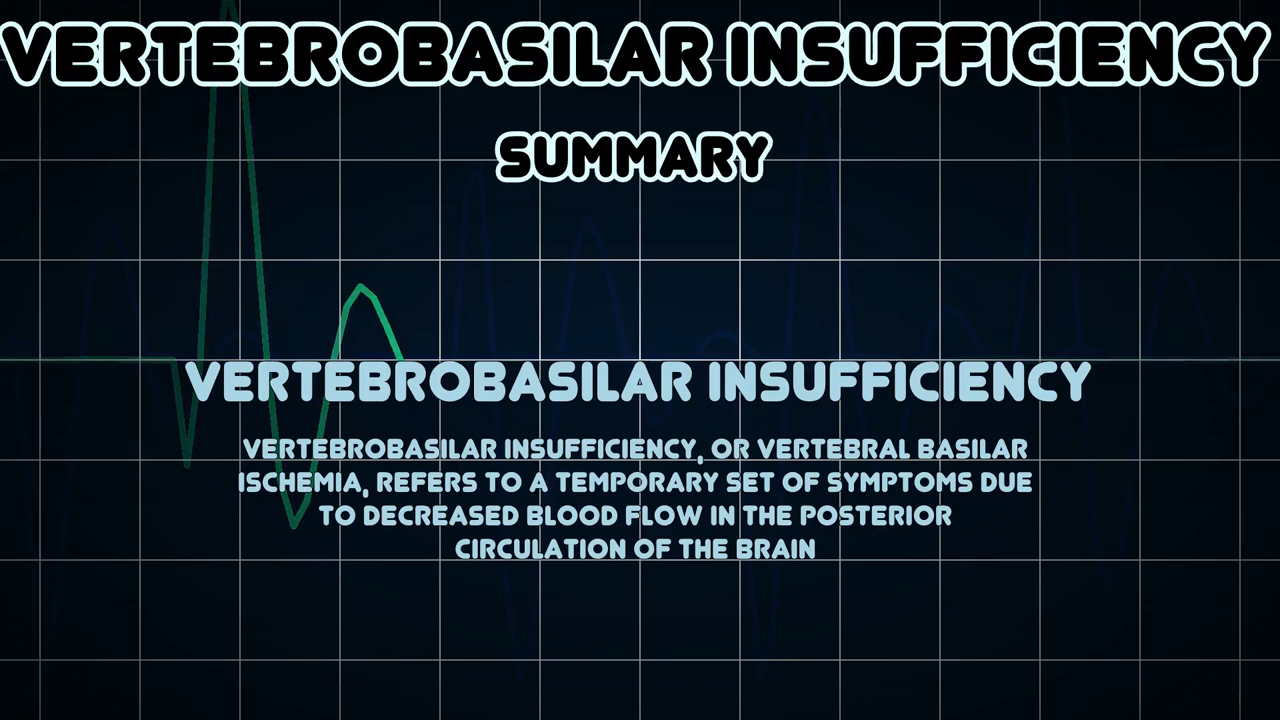 VERTEBROBASILAR INSUFFICIENCY
SUMMARY
VERTEBROBASILAR INSUFFICIENCY
VERTEBROBASILAR INSUFFICIENCY, OR VERTEBRAL BASILAR
ISCHEMIA, REFERS TO A TEMPORARY SET OF SYMPTOMS DUE
TO DECREASED BLOOD FLOW IN THE POSTERIOR
CIRCULATION OF THE BRAIN